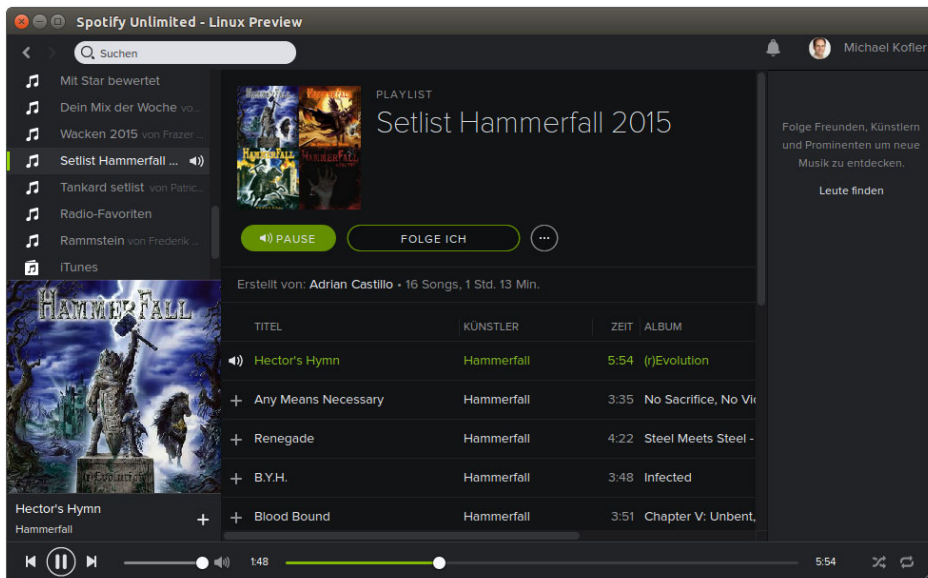 Spotify Unlimited - Linux Preview
Suchen
Michael Kofler
Mit Star bewertet
Dein Mix der Woche vo...
Wacken 2015 von Frazer ...
Setlist Hammerfall ...
Tankard setlist von Patric...
Radio-Favoriten
Rammstein von Frederik ...
iTunes
HAMMERFALL
(r)Evolution
Hector's Hymn
Hammerfall
HAMMERFALL
PLAYLIST
Setlist Hammerfall 2015
PAUSE
FOLGE ICH
Erstellt von: Adrian Castillo • 16 Songs, 1 Std. 13 Min.
TITEL KÜNSTLER ZEIT ALBUM
Hector's Hymn Hammerfall 5:54 (r)Evolution
+ Any Means Necessary Hammerfall 3:35 No Sacrifice, No Vi
+ Renegade Hammerfall 4:22 Steel Meets Steel -
+ B.Y.H. Hammerfall 3:48 Infected
+ Blood Bound Hammerfall 3:51 Chapter V: Unbent,
Folge Freunden, Künstlern
und Prominenten um neue
Musik zu entdecken.
Leute finden
1:48
5:54